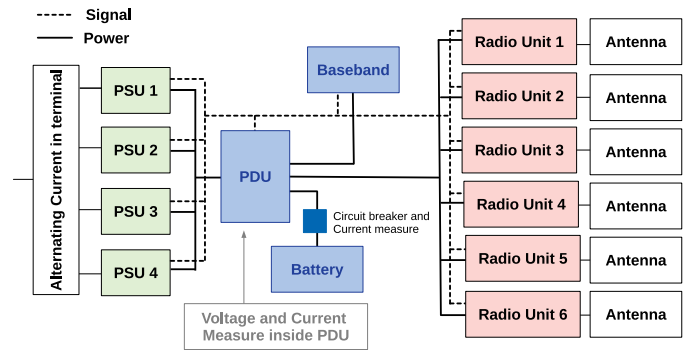 Signal
Power
Alternating Current in terminal
PSU 1
PSU 2
PSU 3
PSU 4
Baseband
PDU
Circuit breaker and
Current measure
Battery
Voltage and Current
Measure inside PDU
Radio Unit 1
Antenna
Radio Unit 2
Antenna
Radio Unit 3
Antenna
Radio Unit 4
Antenna
Radio Unit 5
Antenna
Radio Unit 6
Antenna